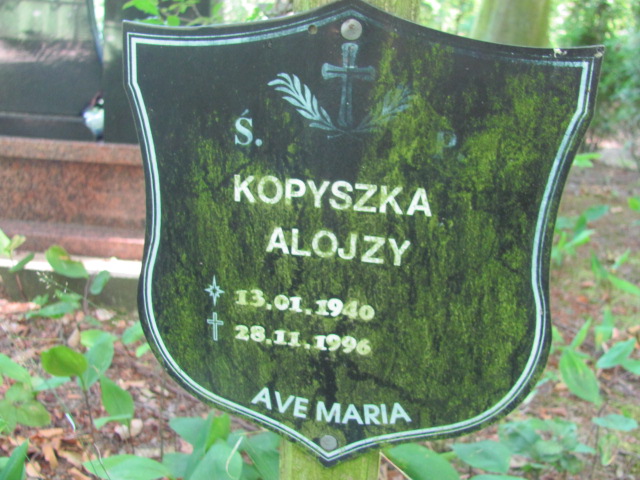 Ś. P.
KOPYSZKA
ALOJZY
13.01.1940
28.11.1996
AVE MARIA